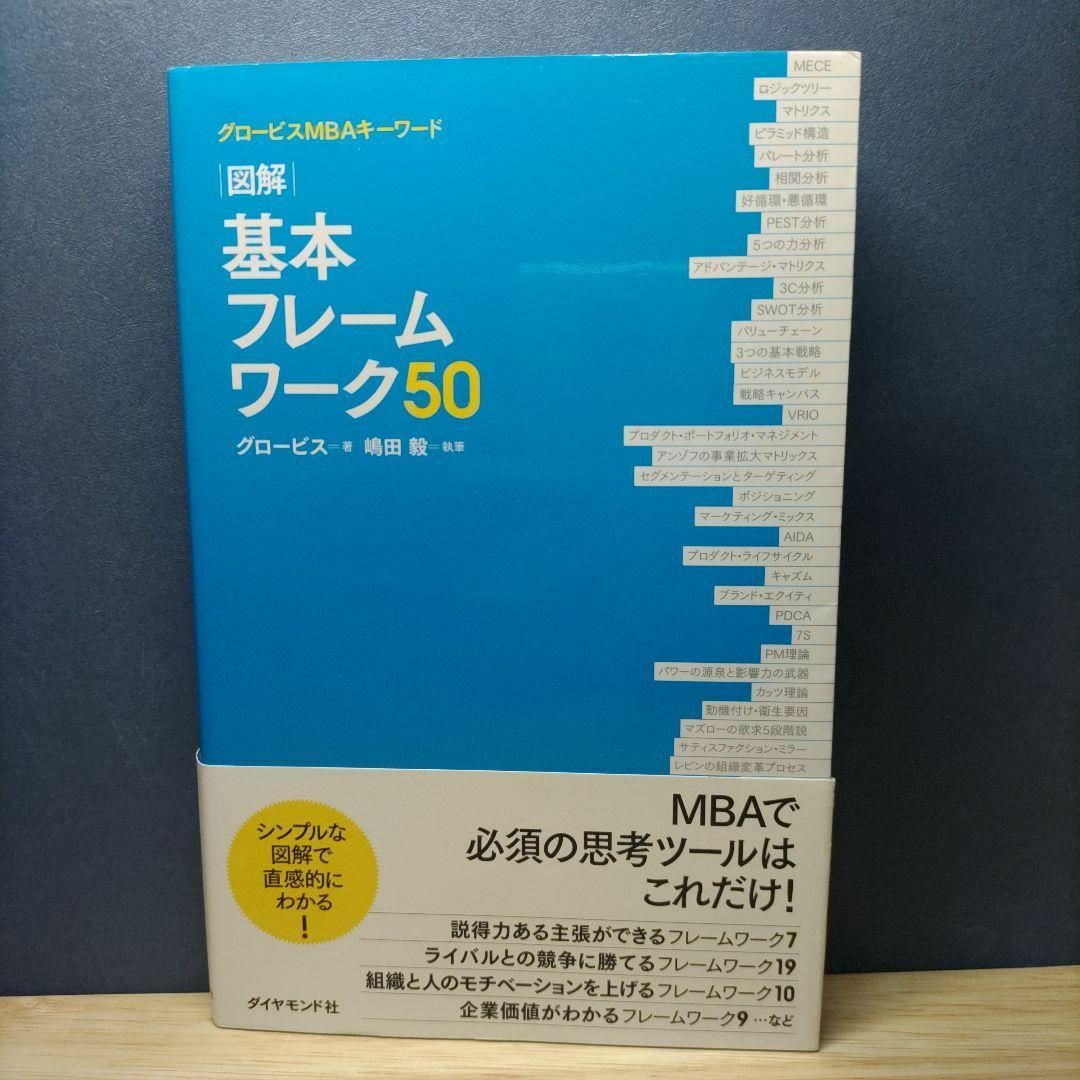 グロービスMBAキーワード
図解
基本
フレーム
ワーク50
グロービス=著 嶋田 毅=執筆
MECE
ロジックツリー
マトリクス
ピラミッド構造
パレート分析
相関分析
好循環・悪循環
PEST分析
5つの力分析
アドバンテージ・マトリクス
3C分析
SWOT分析
バリューチェーン
3つの基本戦略
ビジネスモデル
戦略キャンバス
VRIO
プロダクト・ポートフォリオ・マネジメント
アンゾフの事業拡大マトリックス
セグメンテーションとターゲティング
ポジショニング
マーケティング・ミックス
AIDA
プロダクト・ライフサイクル
キャズム
ブランド・エクイティ
PDCA
7S
PM理論
パワーの源泉と影響力の武器
カッツ理論
動機付け・衛生要因
マズローの欲求5段階説
サティスファクション・ミラー
レビンの組織変革プロセス
シンプルな
図解で
直感的に
わかる
!
MBAで
必須の思考ツールは
これだけ!
説得力ある主張ができるフレームワーク7
ライバルとの競争に勝てるフレームワーク19
組織と人のモチベーションを上げるフレームワーク10
企業価値がわかるフレームワーク9 …など
ダイヤモンド社